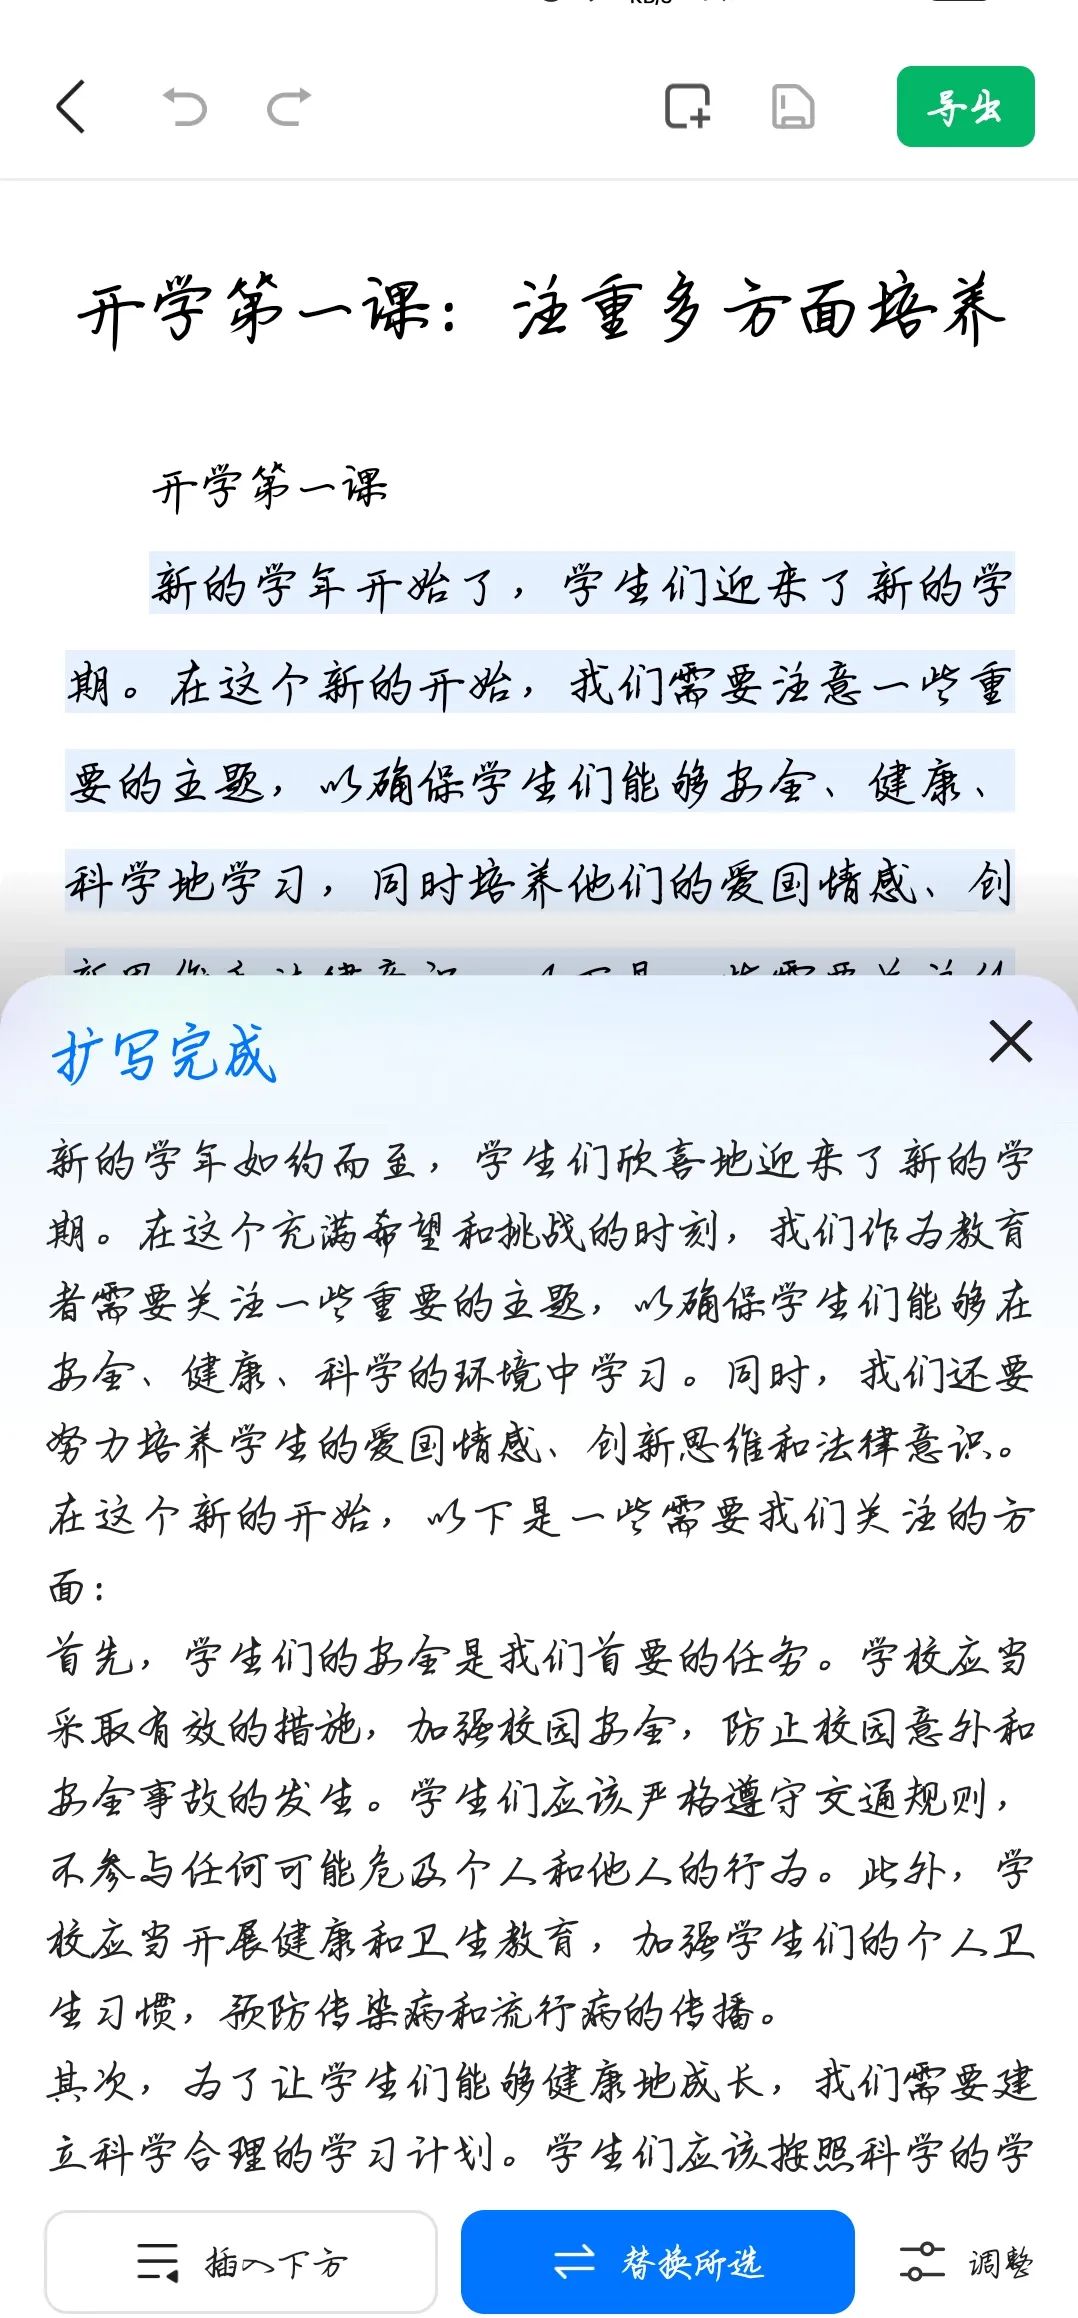 导出
开学第一课：注重多方面培养
开学第一课
新的学年开始了，学生们迎来了新的学
期。在这个新的开始，我们需要注意一些重
要的主题，以确保学生们能够安全、健康、
科学地学习，同时培养他们的爱国情感、创
扩写完成
新的学年如约而至，学生们欣喜地迎来了新的学
期。在这个充满希望和挑战的时刻，我们作为教育
者需要关注一些重要的主题，以确保学生们能够在
安全、健康、科学的环境中学习。同时，我们还要
努力培养学生的爱国情感、创新思维和法律意识。
在这个新的开始，以下是一些需要我们关注的方
面：
首先，学生们的安全是我们首要的任务。学校应当
采取有效的措施，加强校园安全，防止校园意外和
安全事故的发生。学生们应该严格遵守交通规则，
不参与任何可能危及个人和他人的行为。此外，学
校应当开展健康和卫生教育，加强学生们的个人卫
生习惯，预防传染病和流行病的传播。
其次，为了让学生们能够健康地成长，我们需要建
立科学合理的学习计划。学生们应该按照科学的学
插入下方
替换所选
调整